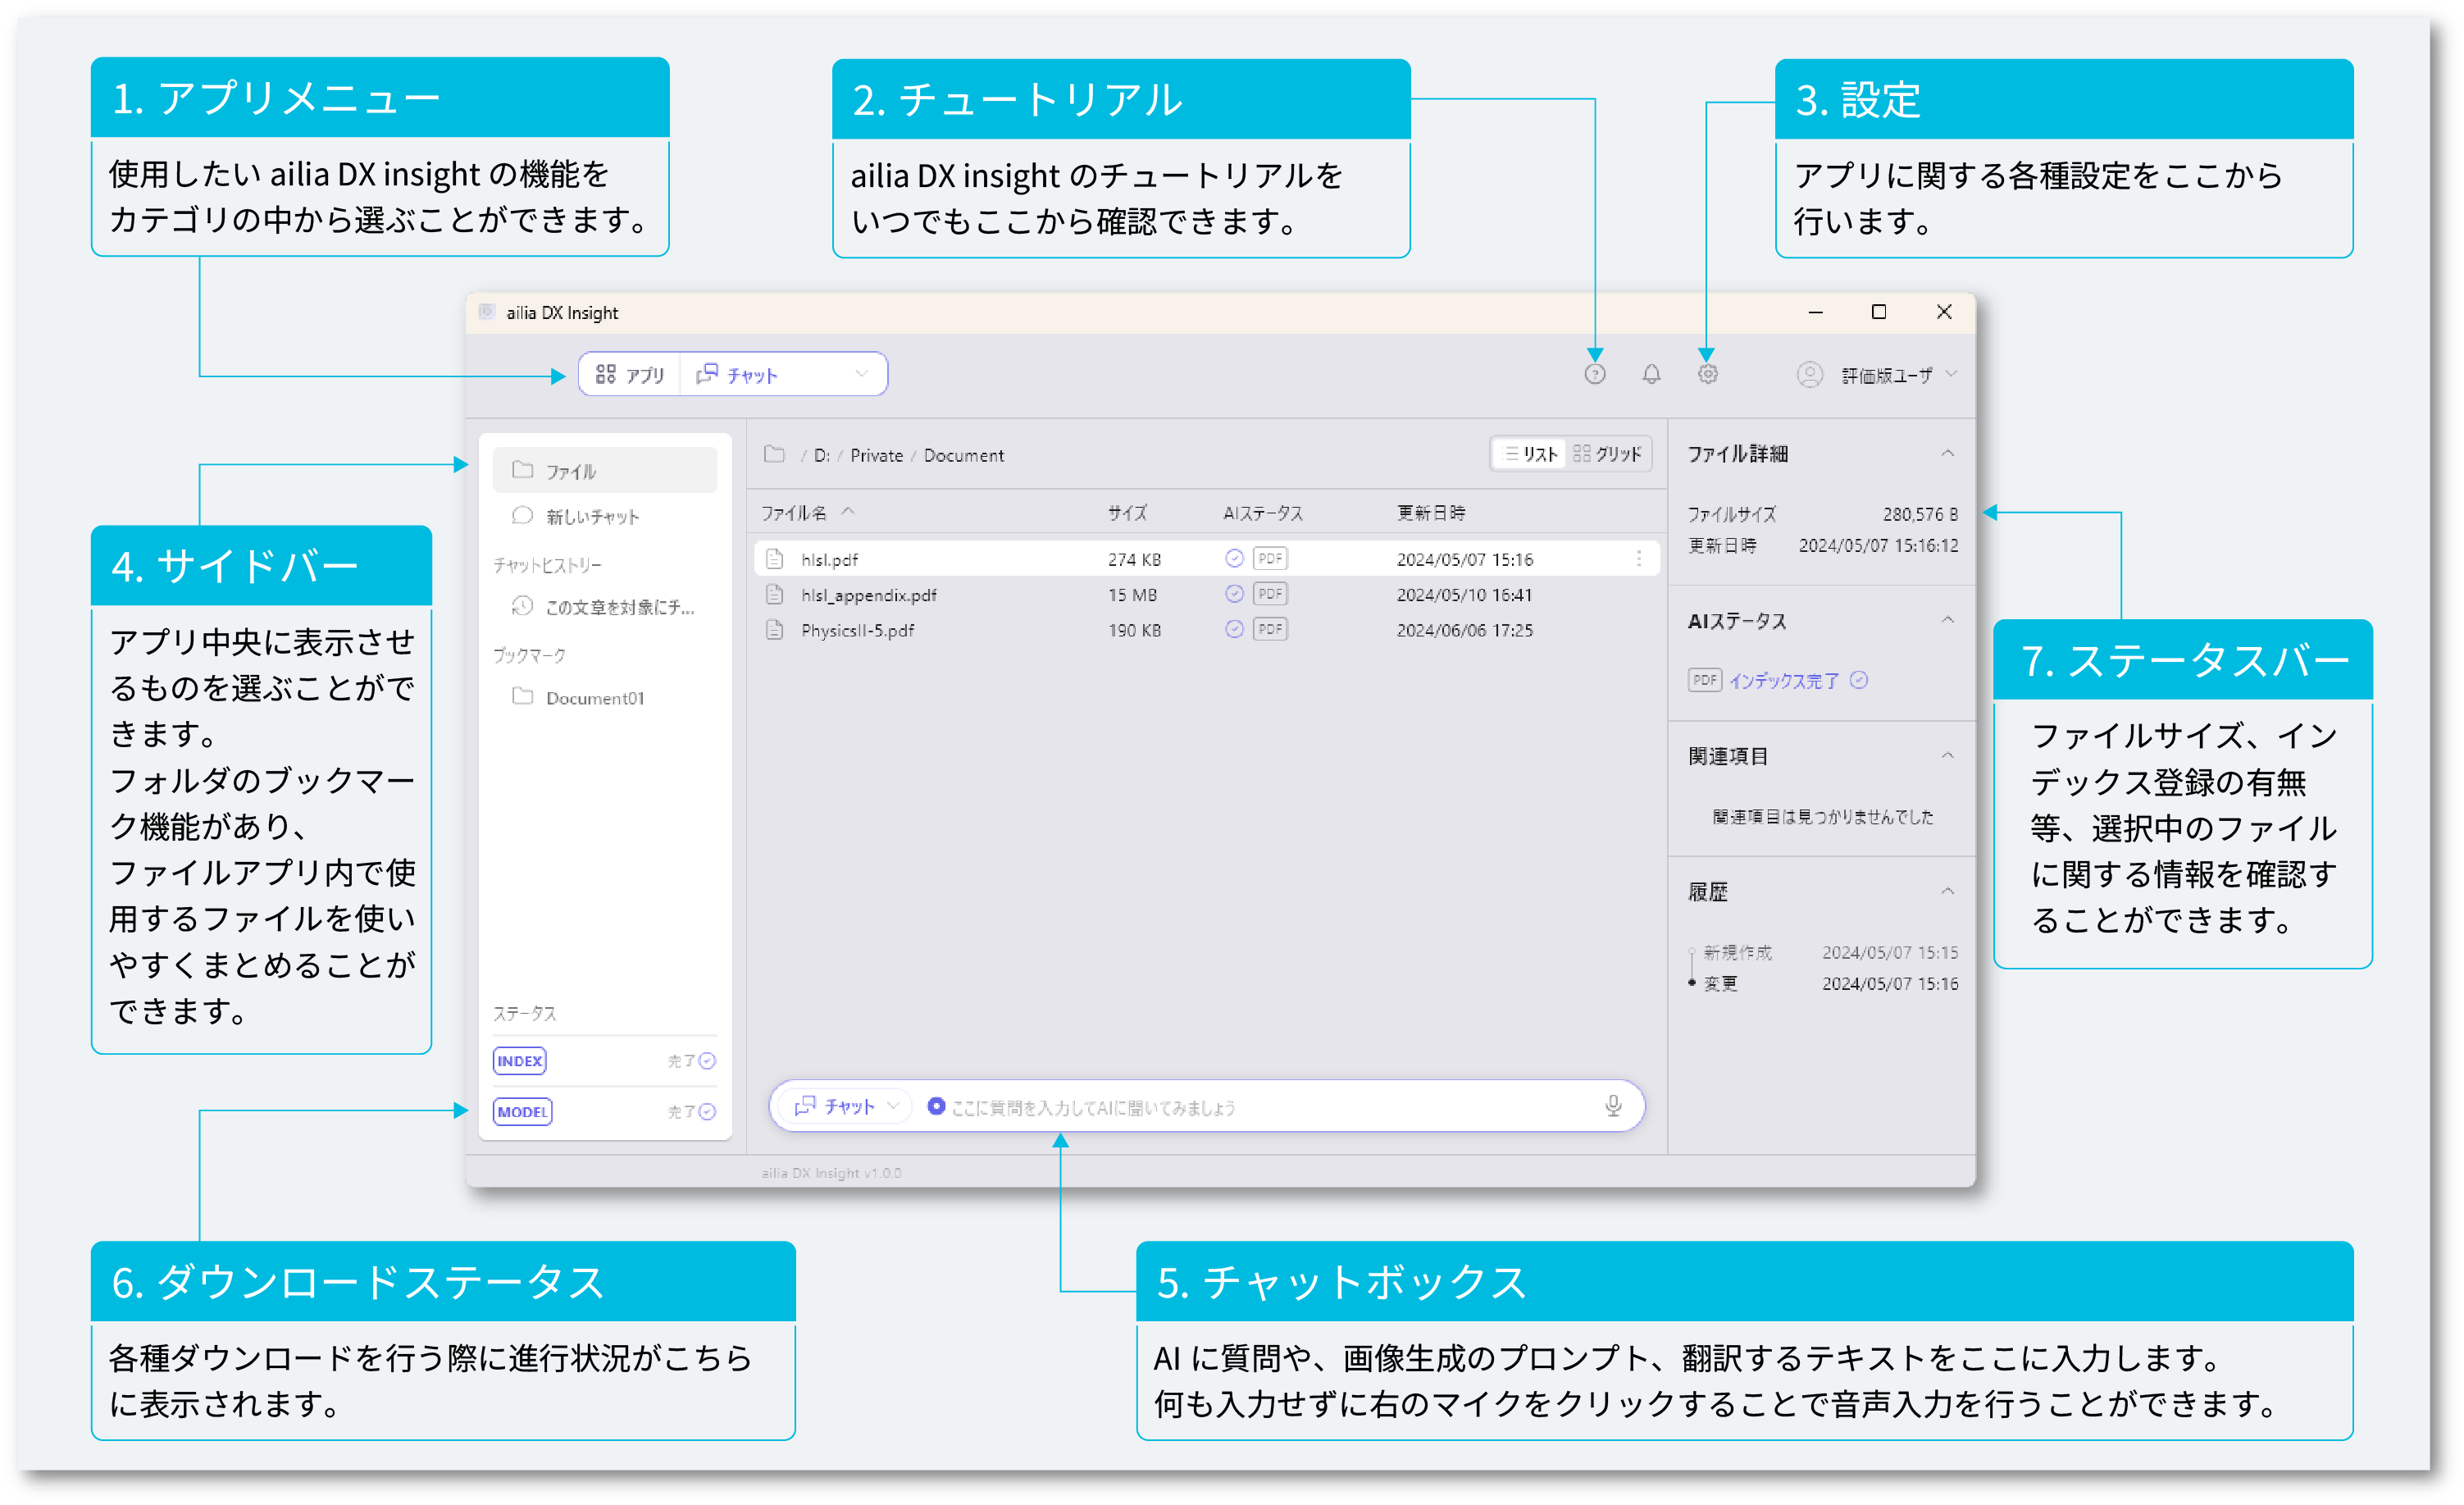 1. アプリメニュー
使用したい ailia DX insight の機能を
カテゴリの中から選ぶことができます。
2. チュートリアル
ailia DX insight のチュートリアルを
いつでもここから確認できます。
3. 設定
アプリに関する各種設定をここから
行います。
ailia DX Insight
アプリ チャット
評価版ユーザ
4. サイドバー
アプリ中央に表示させ
るものを選ぶことがで
きます。
フォルダのブックマー
ク機能があり、
ファイルアプリ内で使
用するファイルを使い
やすくまとめることが
できます。
ファイル
新しいチャット
チャットヒストリー
この文章を対象にチ...
ブックマーク
Document01
ステータス
INDEX 完了
MODEL 完了
/ D: / Private / Document
リスト グリッド
ファイル名 サイズ AIステータス 更新日時
hlsl.pdf 274 KB PDF 2024/05/07 15:16
hlsl_appendix.pdf 15 MB PDF 2024/05/10 16:41
PhysicsII-5.pdf 190 KB PDF 2024/06/06 17:25
チャット ここに質問を入力してAIに聞いてみましょう
ailia DX Insight v1.0.0
ファイル詳細
ファイルサイズ 280,576 B
更新日時 2024/05/07 15:16:12
AIステータス
PDF インデックス完了
関連項目
関連項目は見つかりませんでした
履歴
新規作成 2024/05/07 15:15
変更 2024/05/07 15:16
7. ステータスバー
ファイルサイズ、イン
デックス登録の有無
等、選択中のファイル
に関する情報を確認す
ることができます。
6. ダウンロードステータス
各種ダウンロードを行う際に進行状況がこちら
に表示されます。
5. チャットボックス
AI に質問や、画像生成のプロンプト、翻訳するテキストをここに入力します。
何も入力せずに右のマイクをクリックすることで音声入力を行うことができます。